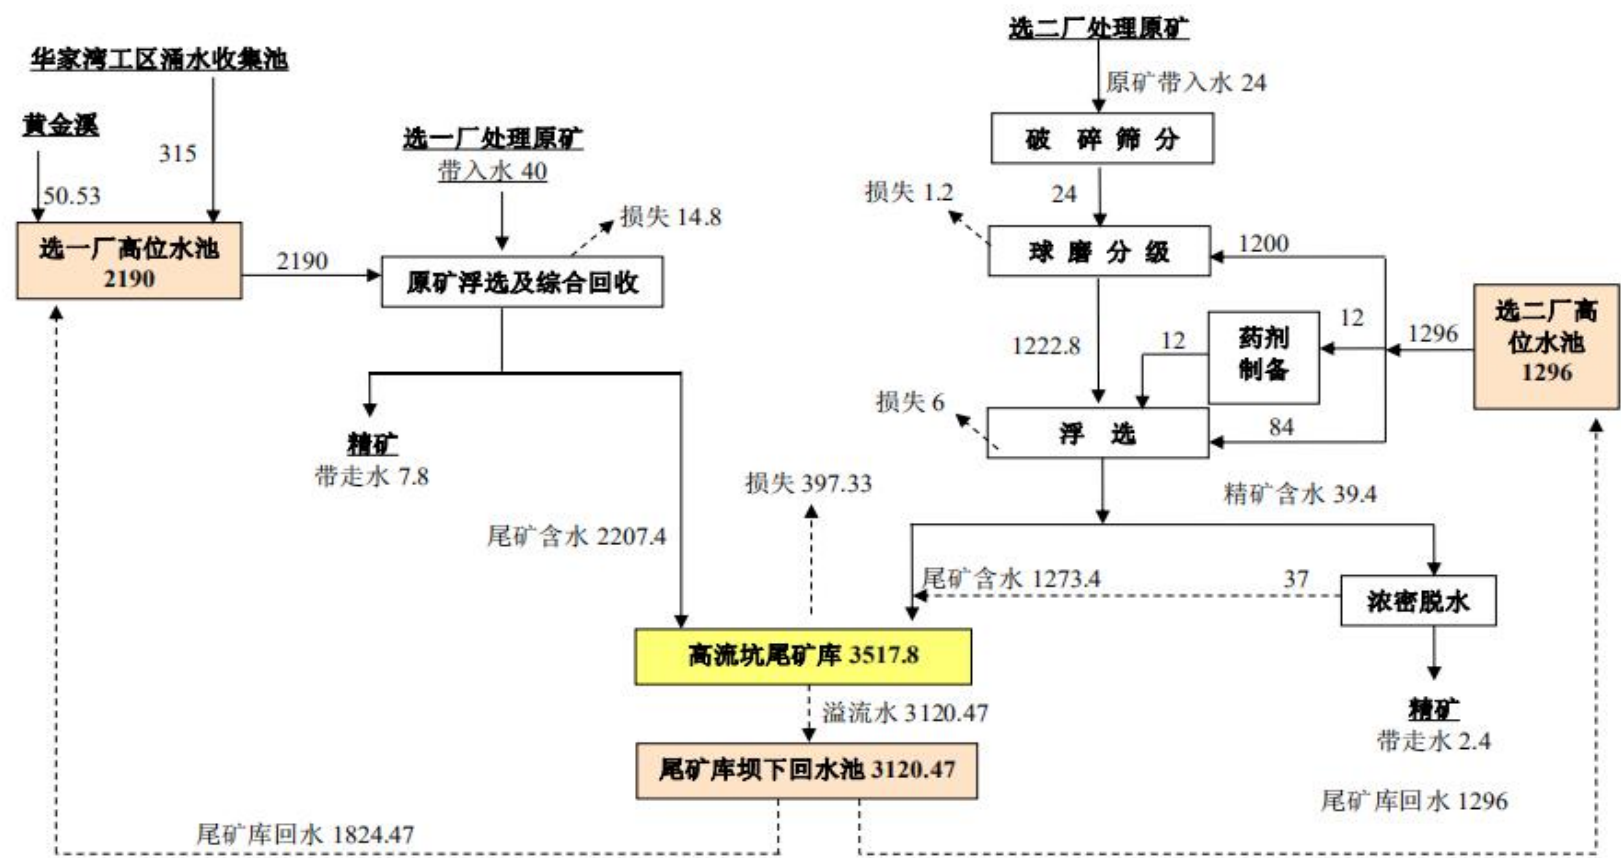 选二厂处理原矿
华家湾工区涌水收集池
原矿带入水 24
黄金溪
选一厂处理原矿
破 碎 筛 分
315
带入水 40
50.53
损失 14.8
损失 1.2
24
选一厂高位水池
2190
2190
原矿浮选及综合回收
球 磨 分 级
1200
选二厂高
位水池
1296
1222.8
12
药剂
制备
12
1296
损失 6
浮 选
84
精矿
带走水 7.8
损失 397.33
精矿含水 39.4
尾矿含水 2207.4
尾矿含水 1273.4
37
浓密脱水
高流坑尾矿库 3517.8
溢流水 3120.47
精矿
带走水 2.4
尾矿库坝下回水池 3120.47
尾矿库回水 1296
尾矿库回水 1824.47